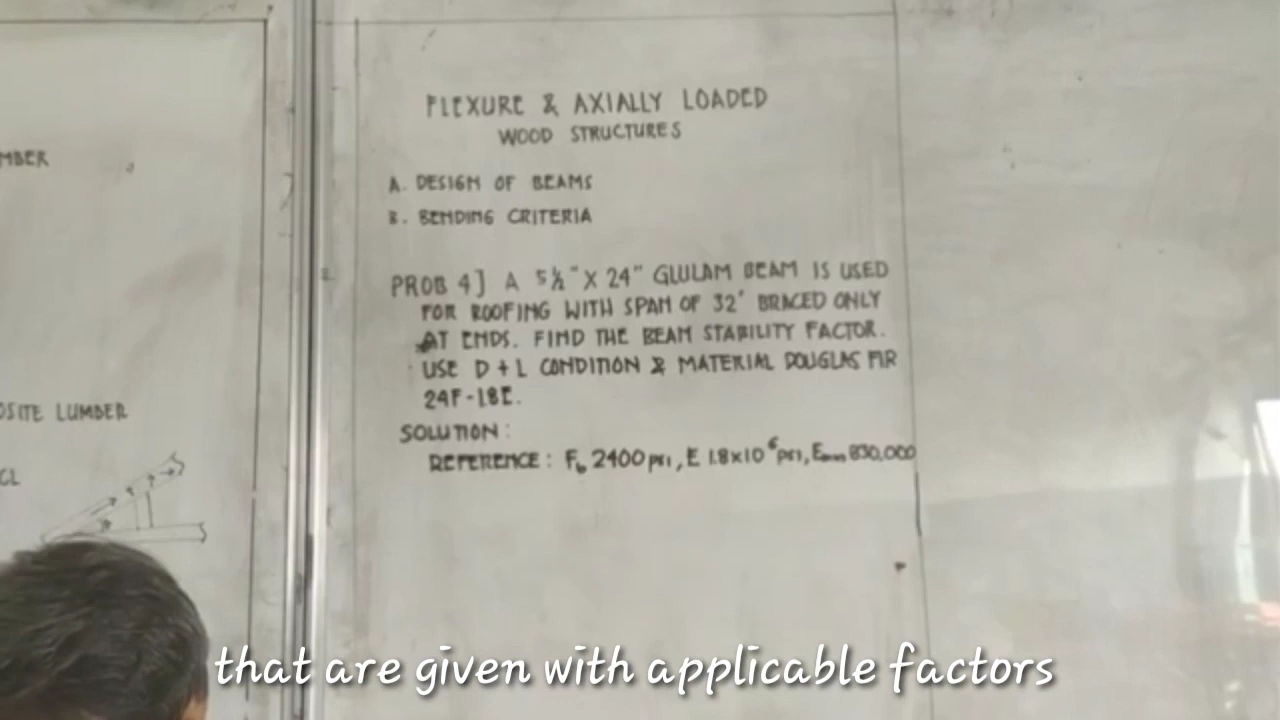 MBER
OSITE LUMBER
CL
FLEXURE & AXIALLY LOADED
WOOD STRUCTURES
A. DESIGN OF BEAMS
B. BENDING CRITERIA
PROB 4] A 5½" X 24" GLULAM BEAM IS USED
FOR ROOFING WITH SPAN OF 32' BRACED ONLY
AT ENDS. FIND THE BEAM STABILITY FACTOR.
USE D + L CONDITION & MATERIAL DOUGLAS FIR
24F-1.8E.
SOLUTION:
REFERENCE: Fb 2400 psi, E 1.8x10⁶ psi, Emin 830,000
that are given with applicable factors